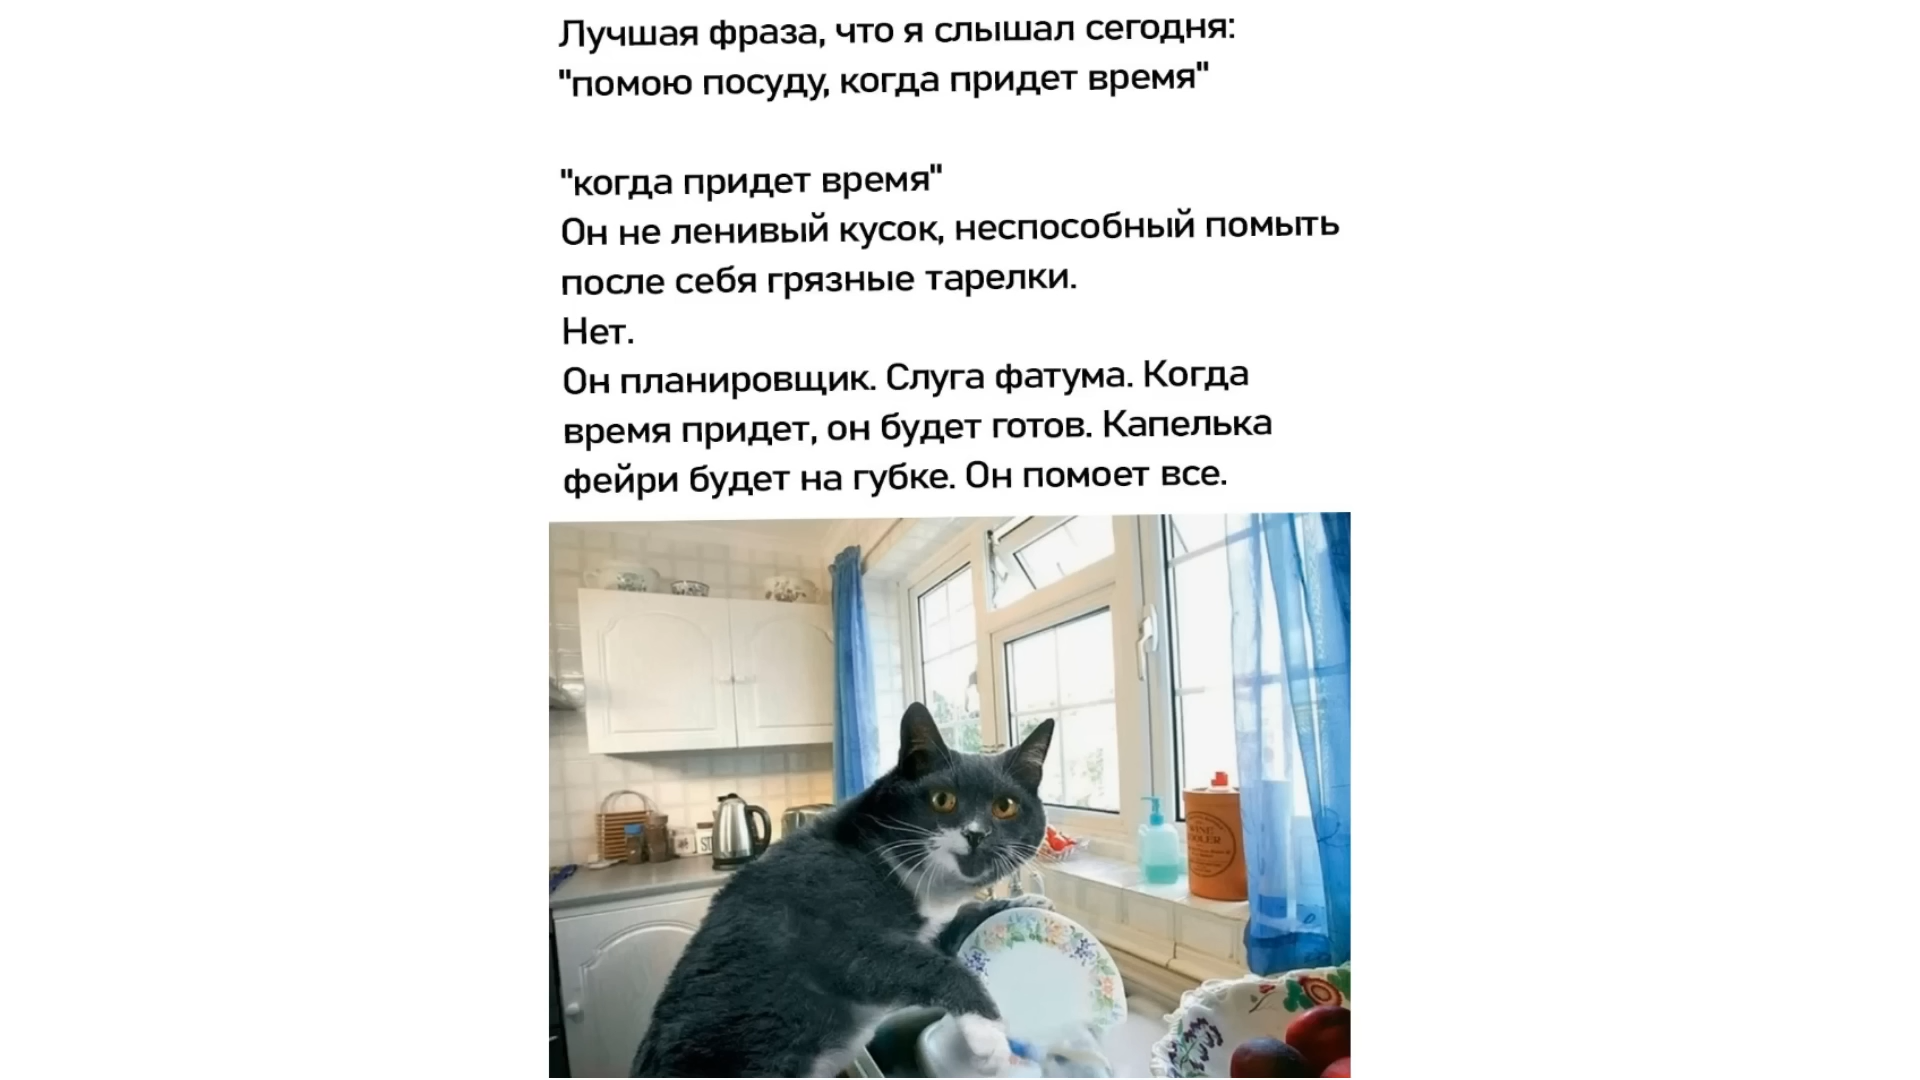 Лучшая фраза, что я слышал сегодня:
"помою посуду, когда придет время"
"когда придет время"
Он не ленивый кусок, неспособный помыть
после себя грязные тарелки.
Нет.
Он планировщик. Слуга фатума. Когда
время придет, он будет готов. Капелька
фейри будет на губке. Он помоет все.
WINE
COOLER